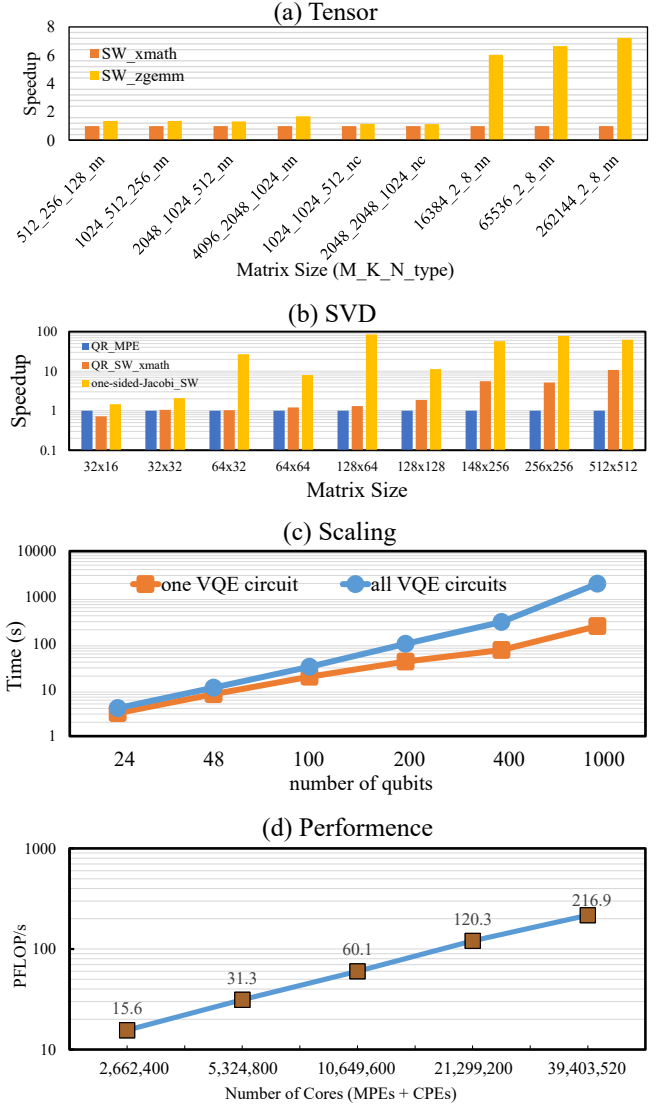 (a) Tensor
8
6
4
2
0
Speedup
SW_xmath
SW_zgemm
512_256_128_nn
1024_512_256_nn
2048_1024_512_nn
4096_2048_1024_nn
1024_1024_512_nc
2048_2048_1024_nc
16384_2_8_nn
65536_2_8_nn
262144_2_8_nn
Matrix Size (M_K_N_type)
(b) SVD
100
10
1
0.1
Speedup
QR_MPE
QR_SW_xmath
one-sided-Jacobi_SW
32x16 32x32 64x32 64x64 128x64 128x128 148x256 256x256 512x512
Matrix Size
(c) Scaling
10000
1000
100
10
1
Time (s)
one VQE circuit all VQE circuits
24 48 100 200 400 1000
number of qubits
(d) Performence
1000
100
10
PFLOP/s
15.6
31.3
60.1
120.3
216.9
2,662,400 5,324,800 10,649,600 21,299,200 39,403,520
Number of Cores (MPEs + CPEs)